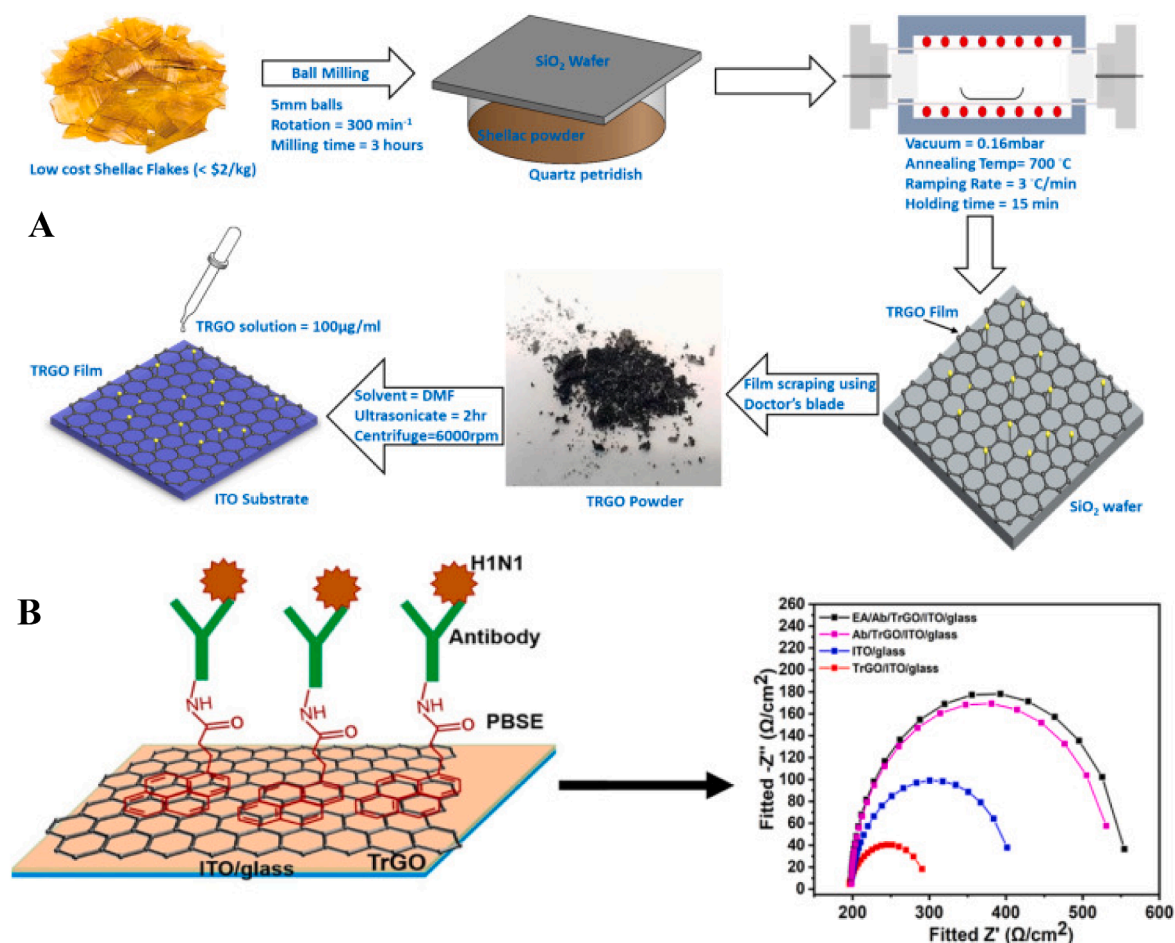 Ball Milling
5mm balls
Rotation = 300 min⁻¹
Milling time = 3 hours
Low cost Shellac Flakes (< $2/kg)
SiO₂ Wafer
Shellac powder
Quartz petridish
Vacuum = 0.16mbar
Annealing Temp= 700 °C
Ramping Rate = 3 °C/min
Holding time = 15 min
A
TRGO solution = 100µg/ml
TRGO Film
ITO Substrate
Solvent = DMF
Ultrasonicate = 2hr
Centrifuge=6000rpm
TRGO Powder
Film scraping using
Doctor's blade
TRGO Film
SiO₂ wafer
B
H1N1
Antibody
NH
NH
NH
O
O
O
PBSE
ITO/glass
TrGO
Fitted -Z'' (Ω/cm²)
260
240
220
200
180
160
140
120
100
80
60
40
20
0
EA/Ab/TrGO/ITO/glass
Ab/TrGO/ITO/glass
ITO/glass
TrGO/ITO/glass
200 300 400 500 600
Fitted Z' (Ω/cm²)